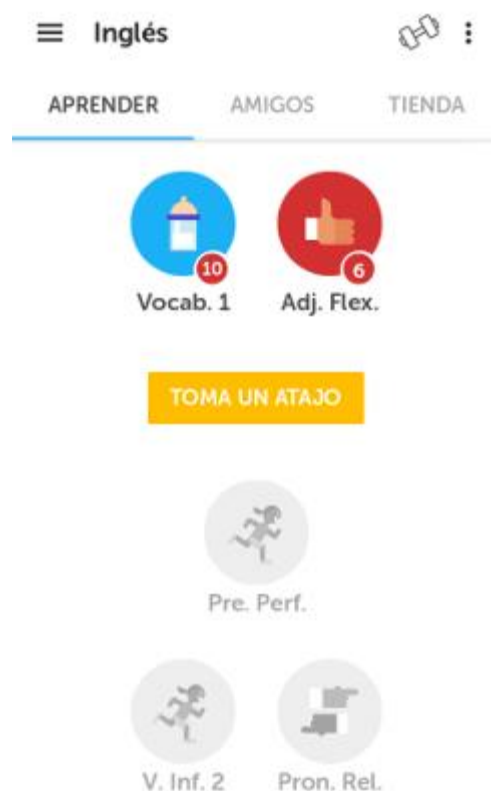 Inglés
APRENDER AMIGOS TIENDA
10 6
Vocab. 1 Adj. Flex.
TOMA UN ATAJO
Pre. Perf.
V. Inf. 2 Pron. Rel.